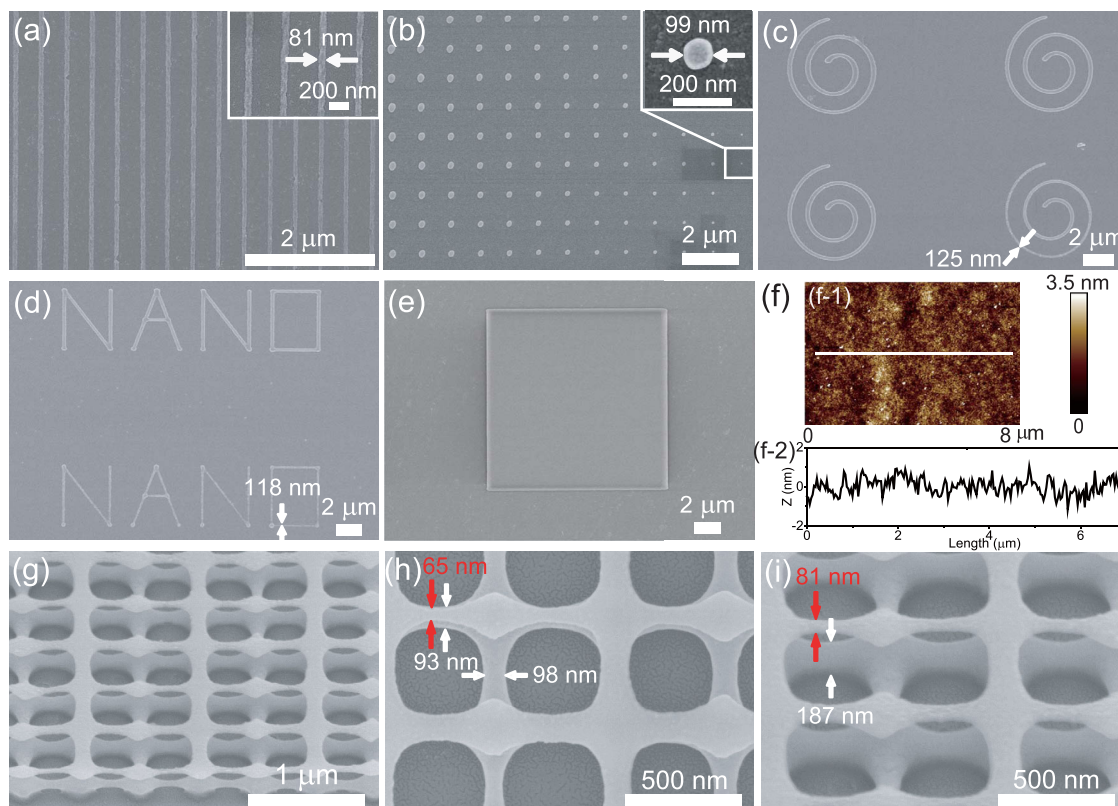 (a)
81
nm
200 nm
2 μm
(b)
99 nm
200 nm
2 μm
(c)
125 nm
2 μm
(d)
NANO
NANO
118 nm
2 μm
(e)
2 μm
(f)
(f-1)
3.5 nm
0
0
8 μm
(f-2)
Z (nm)
2
0
-2
0
2
4
6
Length (μm)
(g)
1 μm
(h)
65 nm
93 nm
98 nm
500 nm
(i)
81 nm
187 nm
500 nm